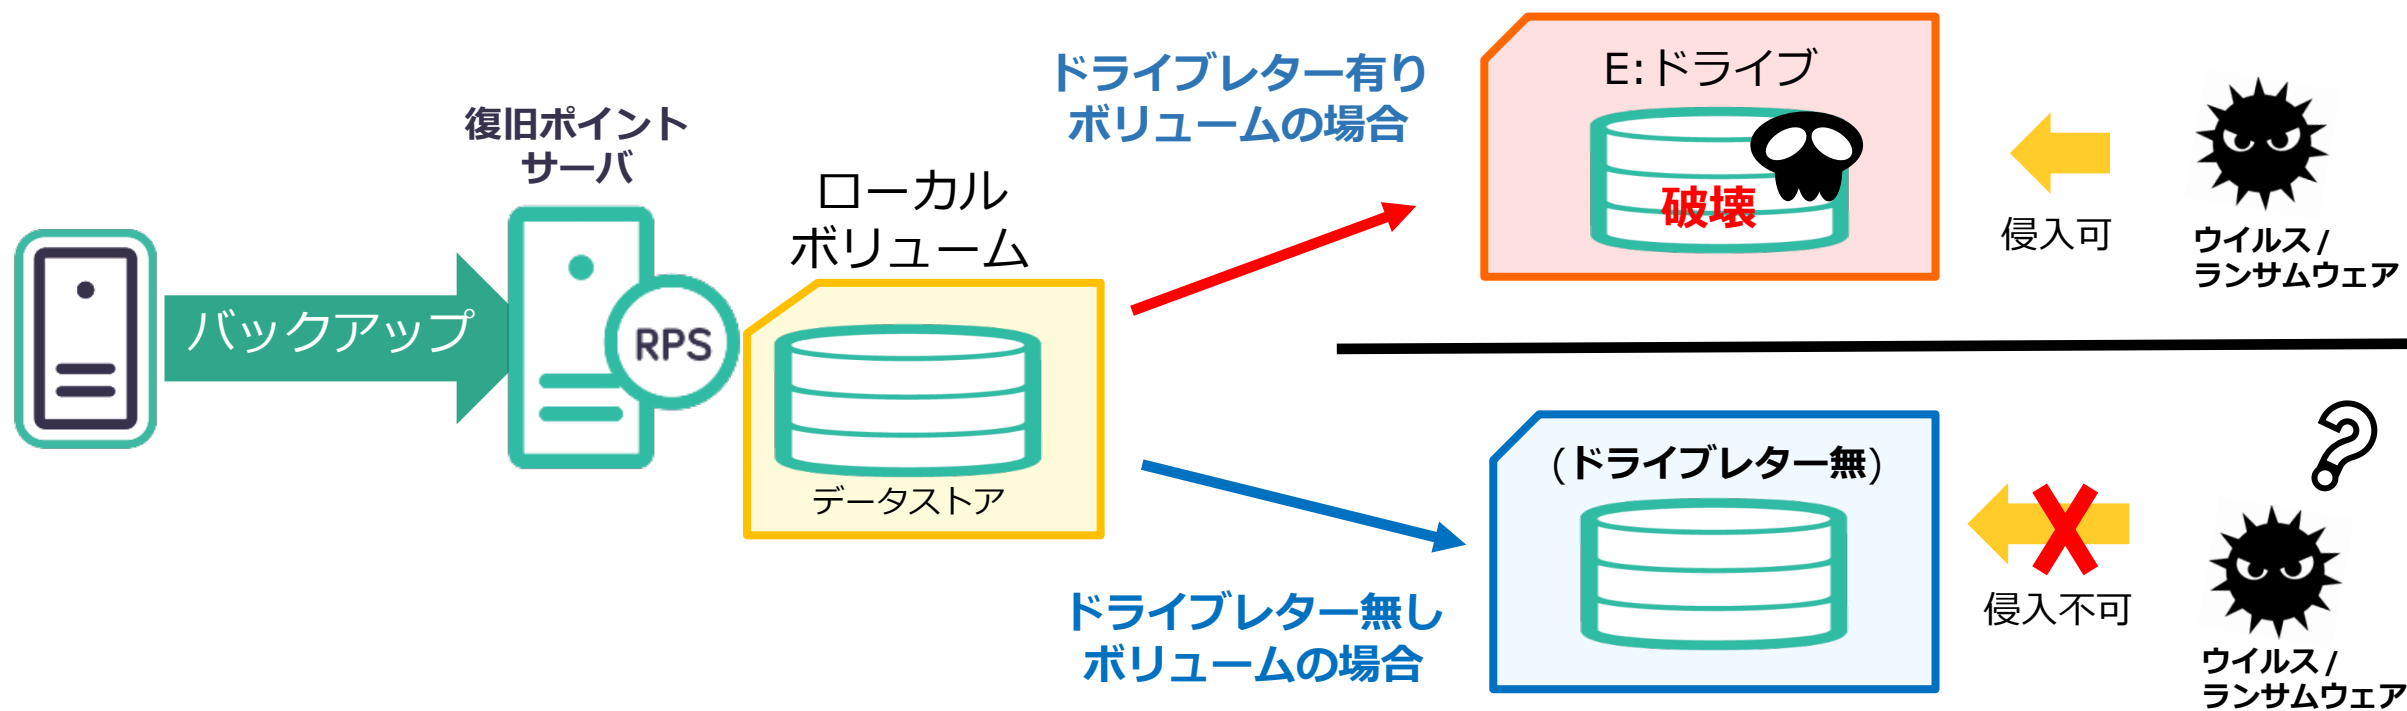 バックアップ
復旧ポイント
サーバ
RPS
ローカル
ボリューム
データストア
ドライブレター有り
ボリュームの場合
E:ドライブ
破壊
侵入可
ウイルス/
ランサムウェア
ドライブレター無し
ボリュームの場合
(ドライブレター無)
侵入不可
ウイルス/
ランサムウェア